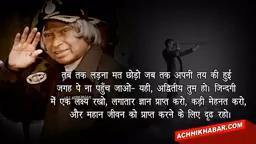 तब तक लड़ना मत छोड़ो जब तक अपनी तय की हुई
जगह पे ना पहुँच जाओ- यही, अद्वितीय तुम हो। जिन्दगी
में एक लक्ष्य रखो, लगातार ज्ञान प्राप्त करो, कड़ी मेहनत करो,
और महान जीवन को प्राप्त करने के लिए दृढ रहो।
ACHHIKHABAR.COM